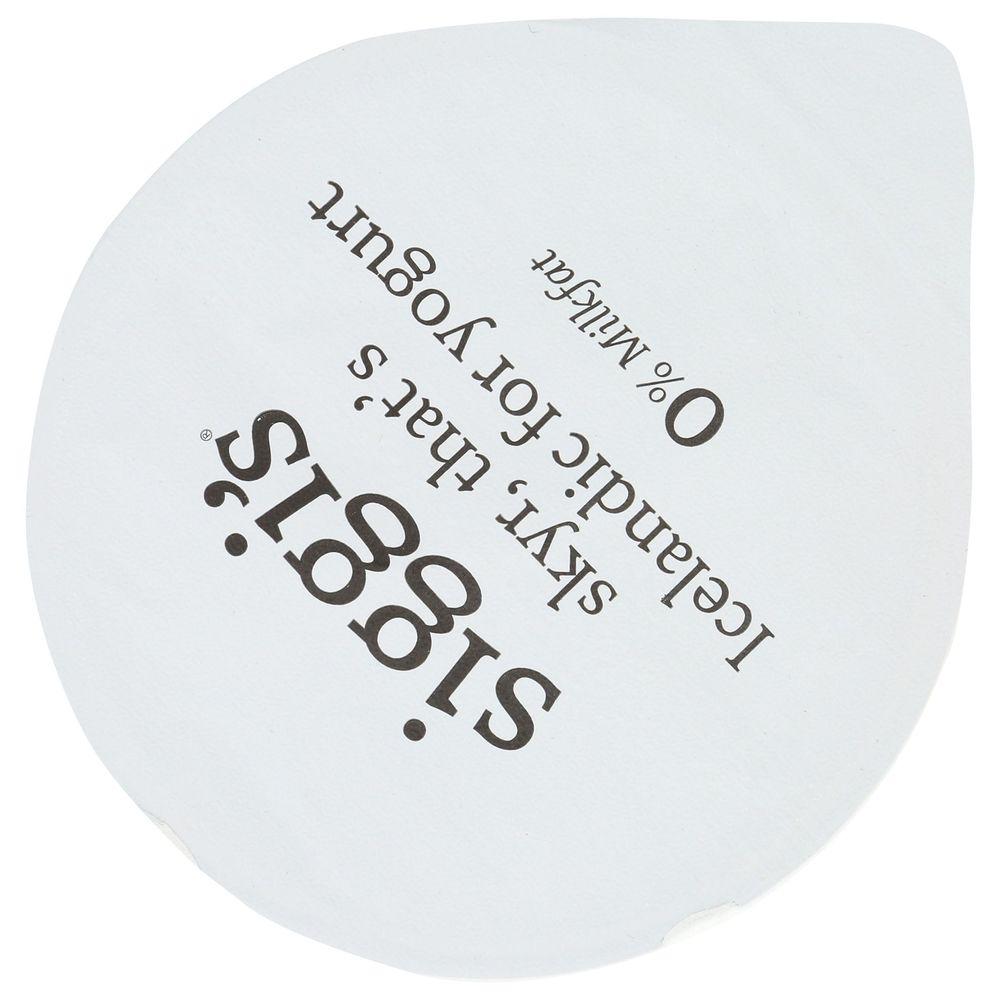 siggi's®
skyr, that's
Icelandic for yogurt
0% Milkfat